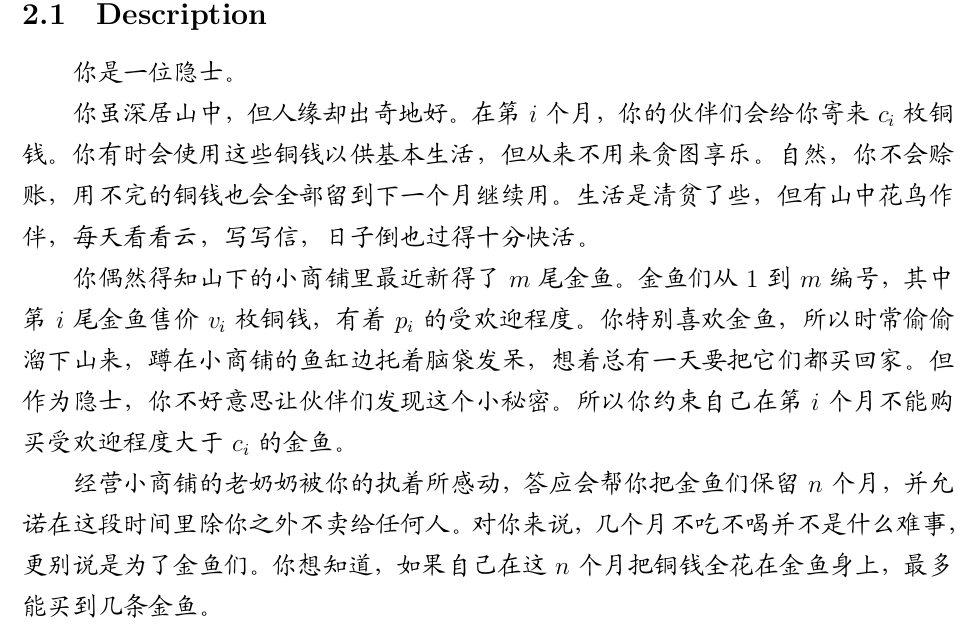 2.1 Description
你是一位隐士。
你虽深居山中，但人缘却出奇地好。在第 i 个月，你的伙伴们会给你寄来 c_i 枚铜
钱。你有时会使用这些铜钱以供基本生活，但从来不用来贪图享乐。自然，你不会赊
账，用不完的铜钱也会全部留到下一个月继续用。生活是清贫了些，但有山中花鸟作
伴，每天看看云，写写信，日子倒也过得十分快活。
你偶然得知山下的小商铺里最近新得了 m 尾金鱼。金鱼们从 1 到 m 编号，其中
第 i 尾金鱼售价 v_i 枚铜钱，有着 p_i 的受欢迎程度。你特别喜欢金鱼，所以时常偷偷
溜下山来，蹲在小商铺的鱼缸边托着脑袋发呆，想着总有一天要把它们都买回家。但
作为隐士，你不好意思让伙伴们发现这个小秘密。所以你约束自己在第 i 个月不能购
买受欢迎程度大于 c_i 的金鱼。
经营小商铺的老奶奶被你的执着所感动，答应会帮你把金鱼们保留 n 个月，并允
诺在这段时间里除你之外不卖给任何人。对你来说，几个月不吃不喝并不是什么难事，
更别说是为了金鱼们。你想知道，如果自己在这 n 个月把铜钱全花在金鱼身上，最多
能买到几条金鱼。